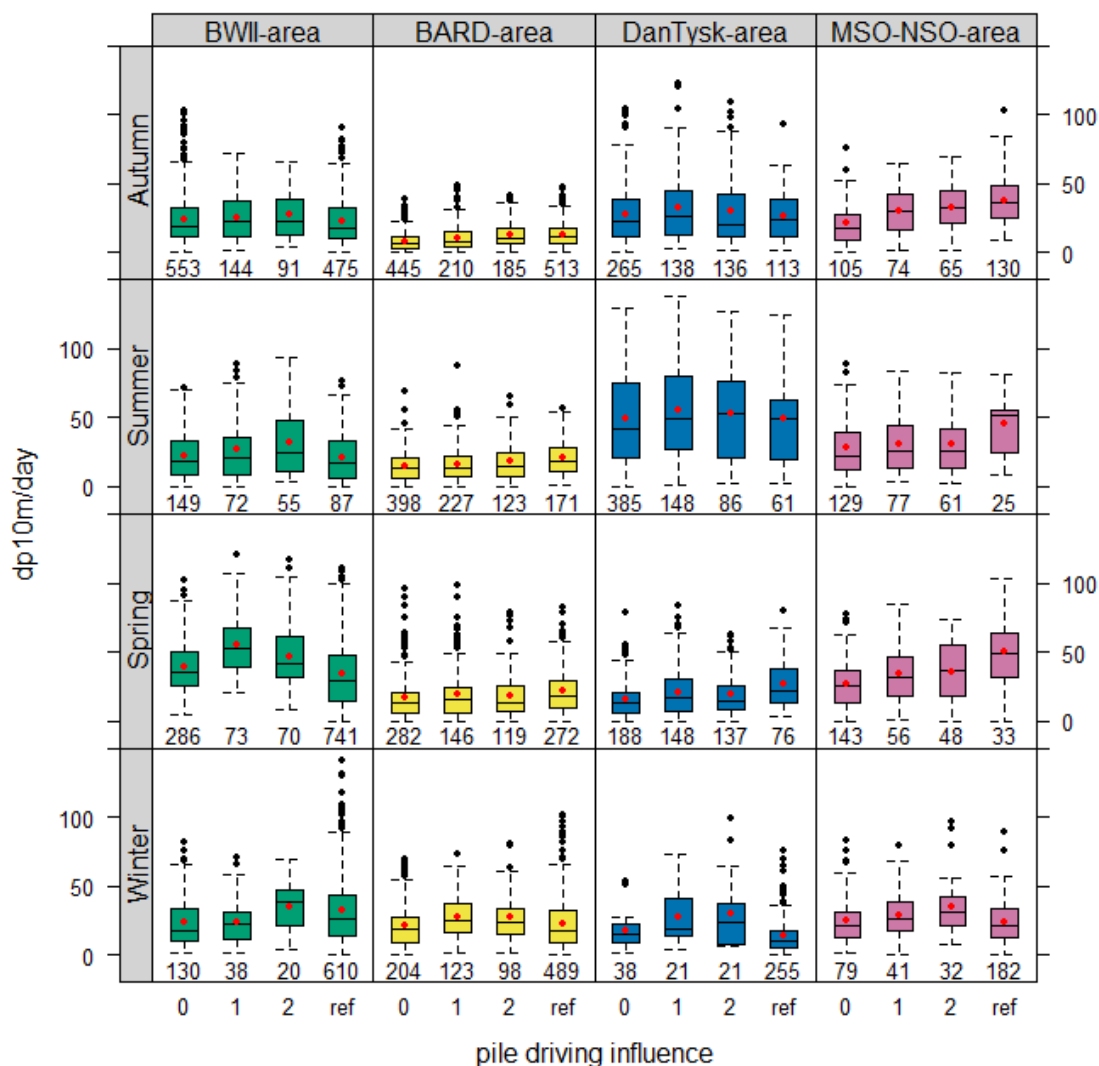 BWII-area BARD-area DanTysk-area MSO-NSO-area
Autumn
100
50
0
553 144 91 475 445 210 185 513 265 138 136 113 105 74 65 130
Summer
100
50
0
149 72 55 87 398 227 123 171 385 148 86 61 129 77 61 25
dp10m/day
Spring
100
50
0
286 73 70 741 282 146 119 272 188 148 137 76 143 56 48 33
Winter
100
50
0
130 38 20 610 204 123 98 489 38 21 21 255 79 41 32 182
0 1 2 ref 0 1 2 ref 0 1 2 ref 0 1 2 ref
pile driving influence